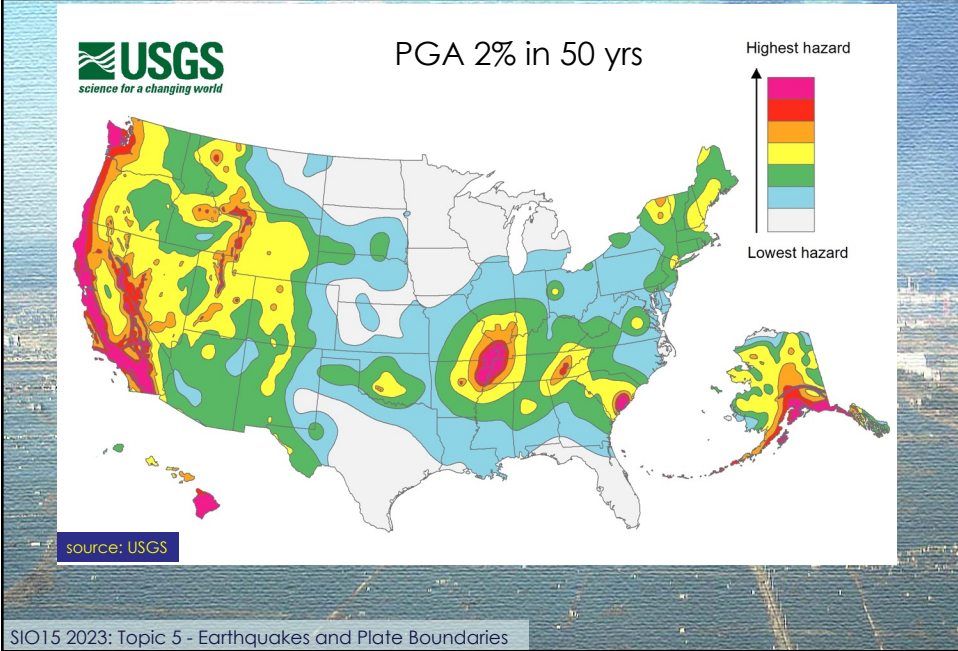 USGS
science for a changing world
PGA 2% in 50 yrs
Highest hazard
Lowest hazard
source: USGS
SIO15 2023: Topic 5 - Earthquakes and Plate Boundaries